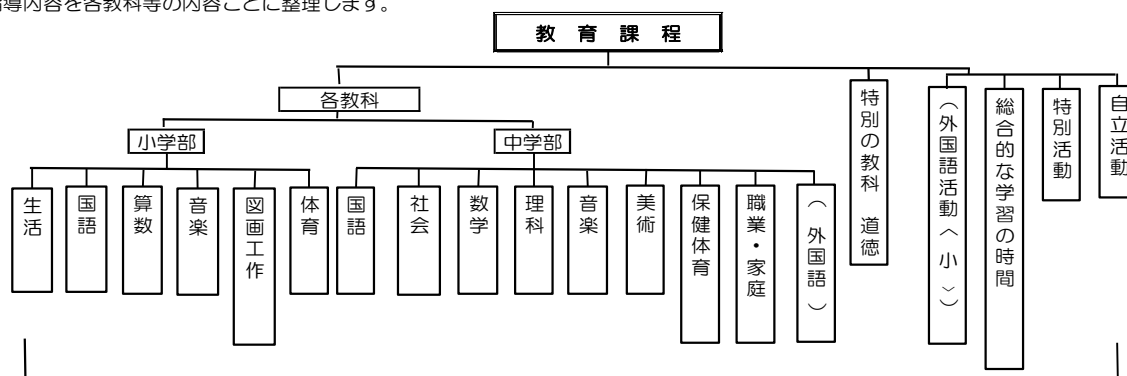 指導内容を各教科等の内容ごとに整理します。
教育課程
各教科
小学部
中学部
生活
国語
算数
音楽
図画工作
体育
国語
社会
数学
理科
音楽
美術
保健体育
職業・家庭
（外国語）
特別の教科 道徳
（外国語活動〈小〉）
総合的な学習の時間
特別活動
自立活動